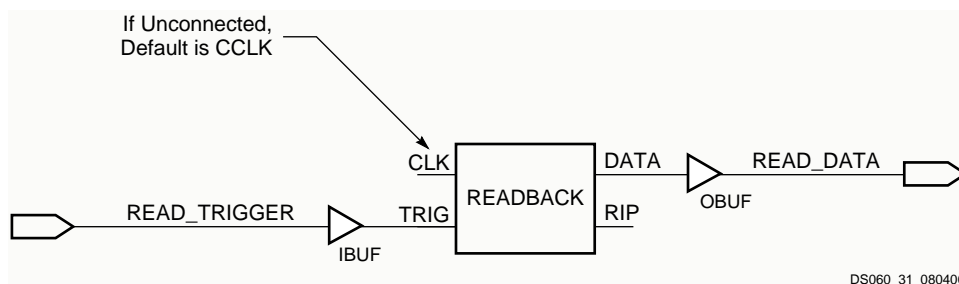 If Unconnected,
Default is CCLK
CLK
DATA
READ_DATA
READBACK
OBUF
READ_TRIGGER
TRIG
RIP
IBUF